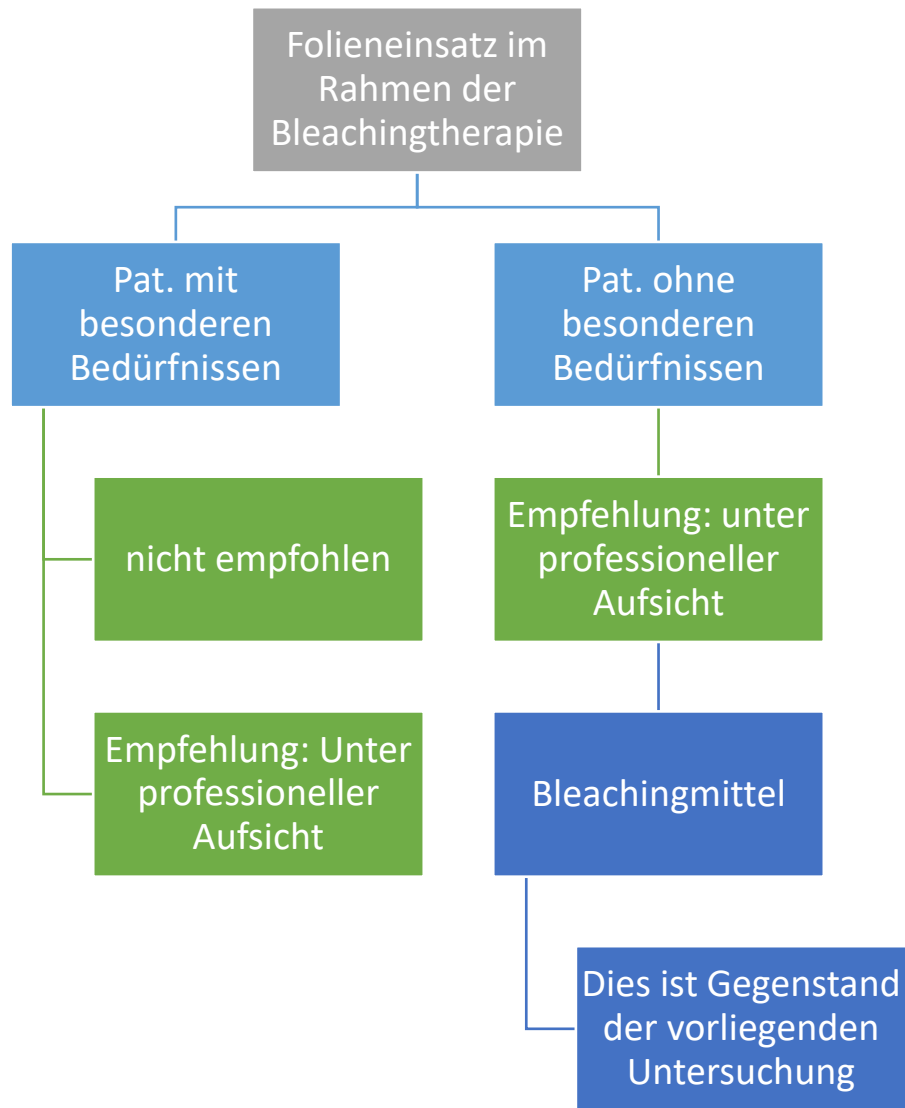 Folieneinsatz im
Rahmen der
Bleachingtherapie
Pat. mit
besonderen
Bedürfnissen
nicht empfohlen
Empfehlung: Unter
professioneller
Aufsicht
Pat. ohne
besonderen
Bedürfnissen
Empfehlung: unter
professioneller
Aufsicht
Bleachingmittel
Dies ist Gegenstand
der vorliegenden
Untersuchung